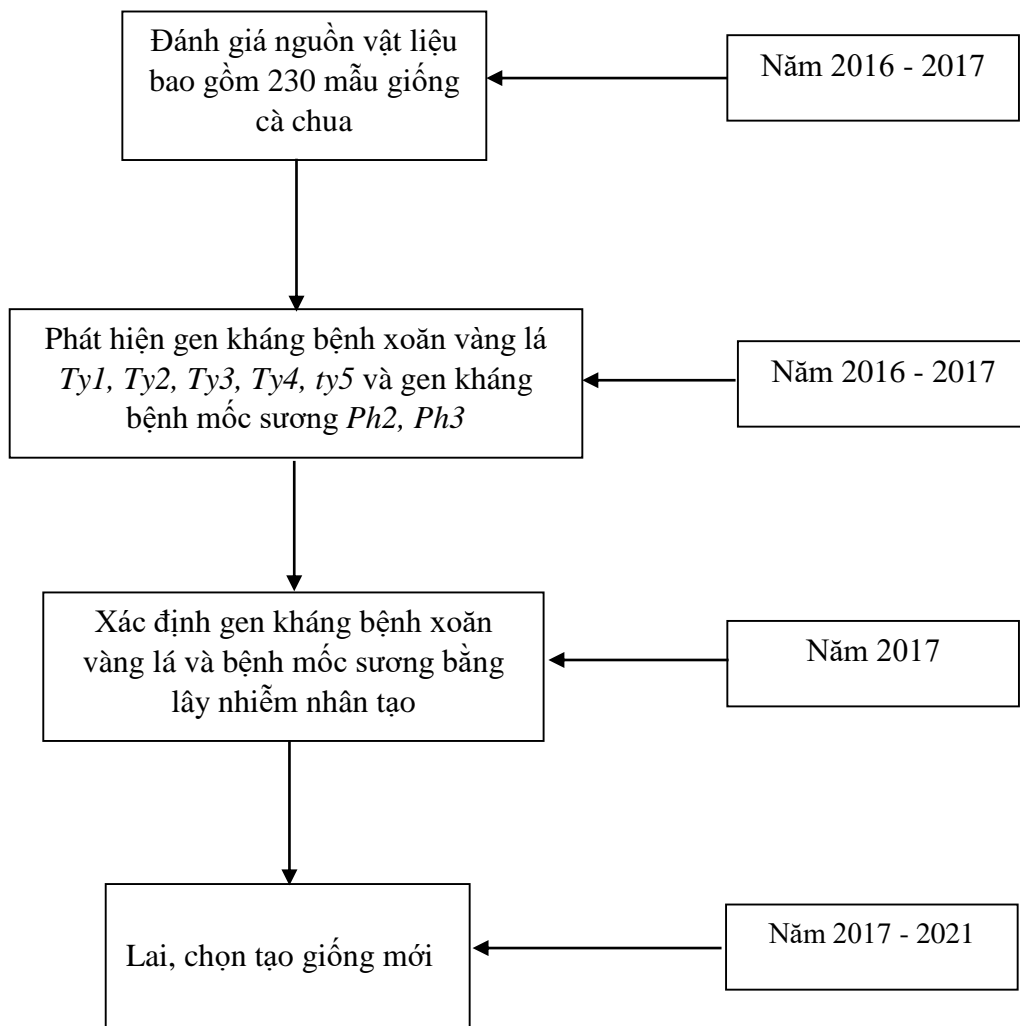 Đánh giá nguồn vật liệu
bao gồm 230 mẫu giống
cà chua
Năm 2016 - 2017
Phát hiện gen kháng bệnh xoăn vàng lá
Ty1, Ty2, Ty3, Ty4, ty5 và gen kháng
bệnh mốc sương Ph2, Ph3
Năm 2016 - 2017
Xác định gen kháng bệnh xoăn
vàng lá và bệnh mốc sương bằng
lây nhiễm nhân tạo
Năm 2017
Lai, chọn tạo giống mới
Năm 2017 - 2021